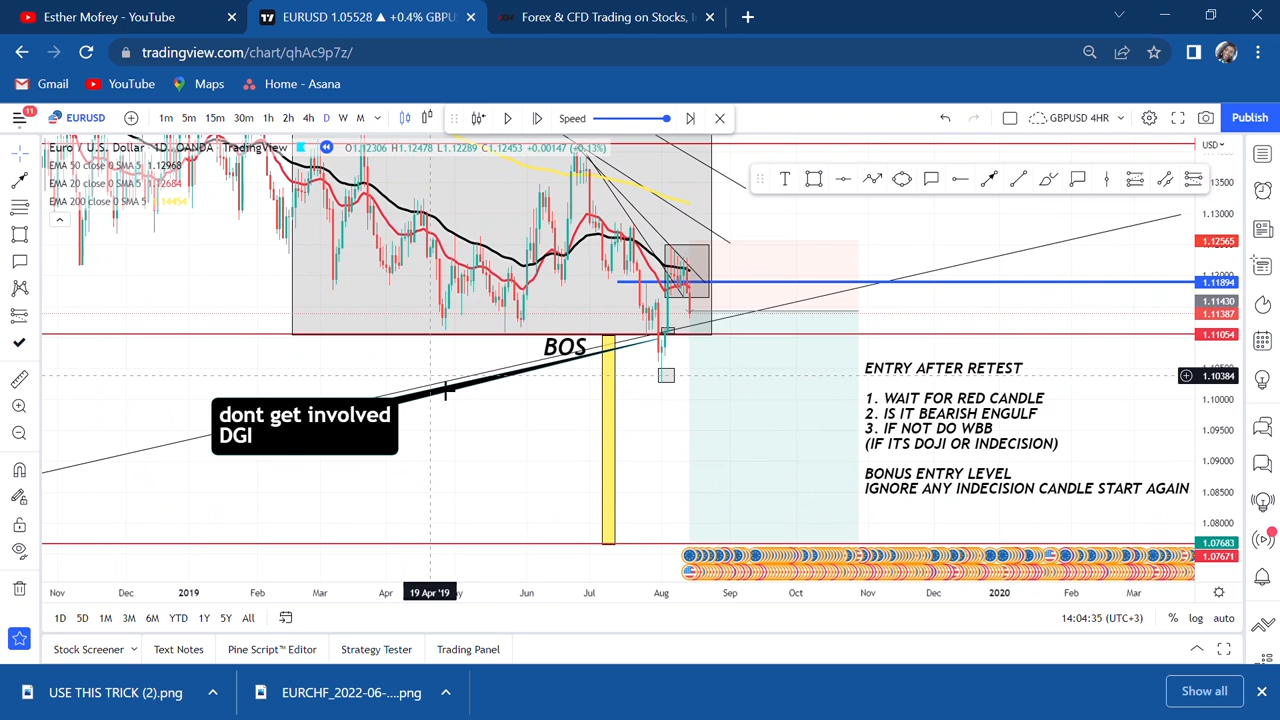 Esther Mofrey - YouTube
EURUSD 1.05528 ▲ +0.4% GBPU
Forex & CFD Trading on Stocks, I
tradingview.com/chart/qhAc9p7z/
Gmail YouTube Maps Home - Asana
11 EURUSD 1m 5m 15m 30m 1h 2h 4h D W M Speed GBPUSD 4HR Publish
Euro / U.S. Dollar · 1D · OANDA · TradingView O1.12306 H1.12478 L1.12289 C1.12453 +0.00147 (+0.13%) USD
EMA 50 close 0 SMA 5 1.12968
EMA 20 close 0 SMA 5 1.12684
EMA 200 close 0 SMA 5
1.13000
1.12565
1.11894
1.11430
1.11387
1.11054
BOS
1.10384
ENTRY AFTER RETEST
1. WAIT FOR RED CANDLE
2. IS IT BEARISH ENGULF
3. IF NOT DO WBB
(IF ITS DOJI OR INDECISION)
BONUS ENTRY LEVEL
IGNORE ANY INDECISION CANDLE START AGAIN
dont get involved
DGI
1.10000
1.09500
1.09000
1.08500
1.08000
1.07683
1.07671
Nov Dec 2019 Feb Mar Apr 19 Apr '19 Jun Jul Aug Sep Oct Nov Dec 2020 Feb Mar
1D 5D 1M 3M 6M YTD 1Y 5Y All 14:04:35 (UTC+3) % log auto
Stock Screener Text Notes Pine Script™ Editor Strategy Tester Trading Panel
USE THIS TRICK (2).png EURCHF_2022-06-....png Show all